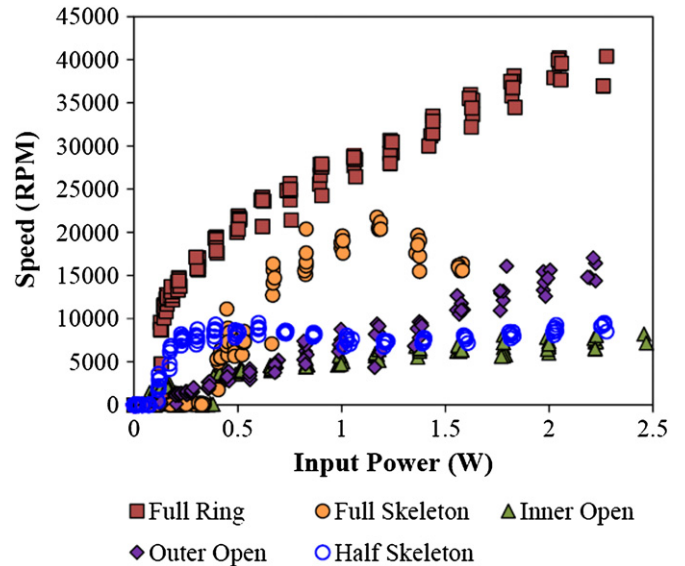 45000
40000
35000
30000
25000
20000
15000
10000
5000
0
Speed (RPM)
0 0.5 1 1.5 2 2.5
Input Power (W)
Full Ring Full Skeleton Inner Open
Outer Open Half Skeleton